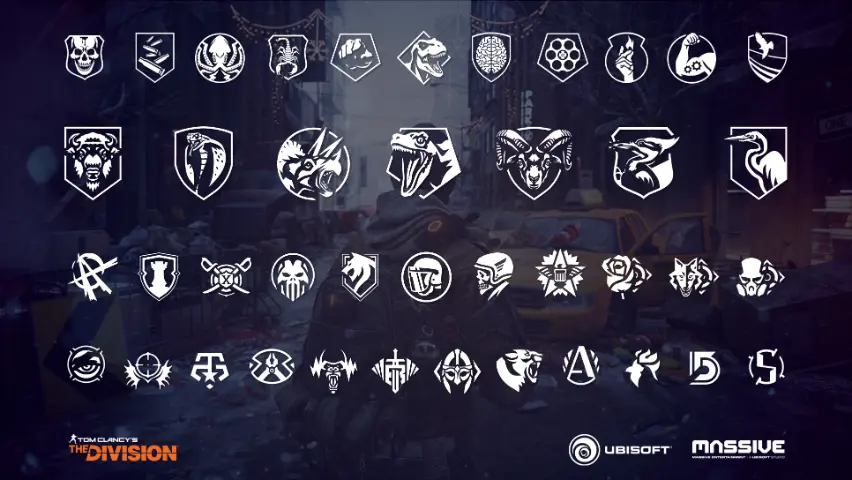 TOM CLANCY'S
THE DIVISION
UBISOFT
MASSIVE
MASSIVE ENTERTAINMENT | A UBISOFT STUDIO